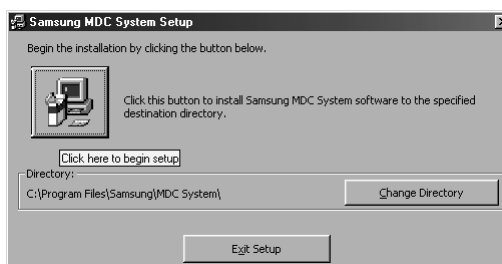 Samsung MDC System Setup
Begin the installation by clicking the button below.
Click this button to install Samsung MDC System software to the specified
destination directory.
Click here to begin setup
Directory:
C:\Program Files\Samsung\MDC System\
Change Directory
Exit Setup